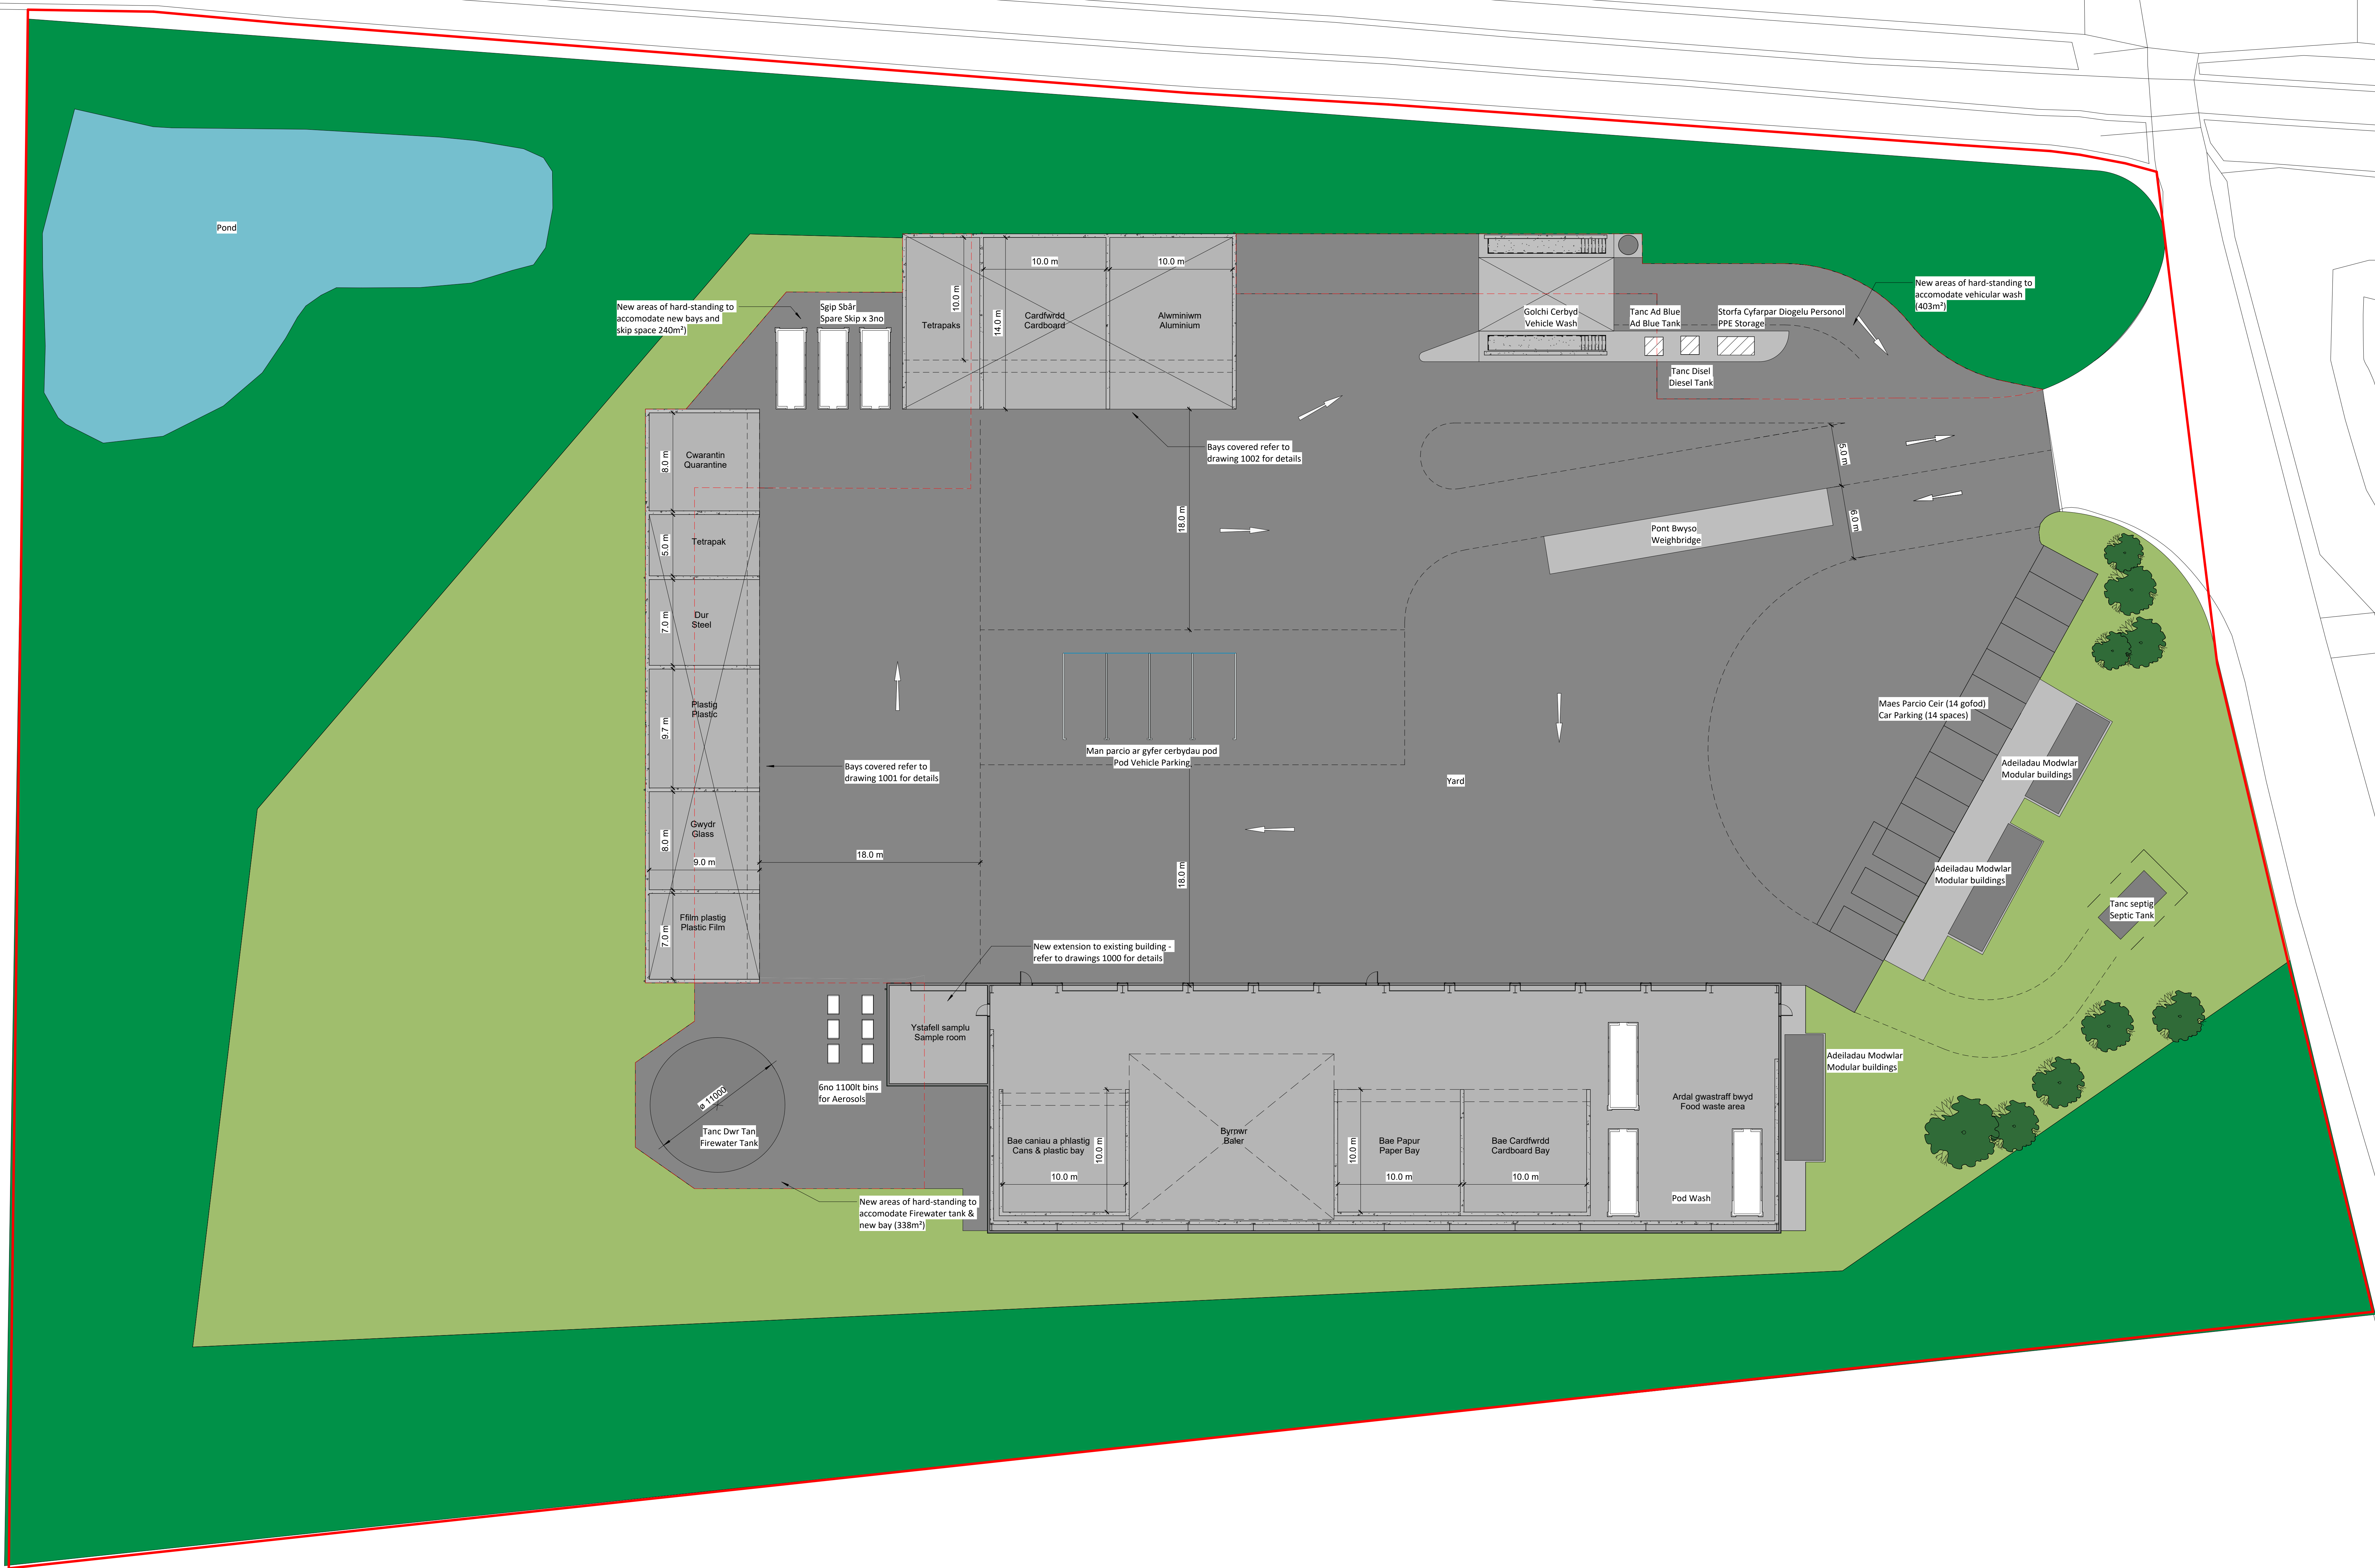 Pond
New areas of hard-standing to
accomodate new bays and
skip space 240m²)
Sgip Sbâr
Spare Skip x 3no
10.0 m
Tetrapaks
14.0 m
10.0 m
Cardfwrdd
Cardboard
10.0 m
Alwminiwm
Aluminium
Golchi Cerbyd
Vehicle Wash
Tanc Ad Blue
Ad Blue Tank
Storfa Cyfarpar Diogelu Personol
PPE Storage
Tanc Disel
Diesel Tank
New areas of hard-standing to
accomodate vehicular wash
(403m²)
Bays covered refer to
drawing 1002 for details
8.0 m
Cwarantin
Quarantine
5.0 m
Tetrapak
7.0 m
Dur
Steel
9.7 m
Plastig
Plastic
8.0 m
Gwydr
Glass
9.0 m
7.0 m
Ffilm plastig
Plastic Film
18.0 m
5.0 m
6.0 m
Pont Bwyso
Weighbridge
Man parcio ar gyfer cerbydau pod
Pod Vehicle Parking
Bays covered refer to
drawing 1001 for details
18.0 m
18.0 m
Yard
Maes Parcio Ceir (14 gofod)
Car Parking (14 spaces)
Adeiladau Modwlar
Modular buildings
Adeiladau Modwlar
Modular buildings
Tanc septig
Septic Tank
New extension to existing building -
refer to drawings 1000 for details
Ystafell samplu
Sample room
6no 1100lt bins
for Aerosols
ø 11000
Tanc Dwr Tan
Firewater Tank
New areas of hard-standing to
accomodate Firewater tank &
new bay (338m²)
Bae caniau a phlastig
Cans & plastic bay
10.0 m
10.0 m
Byrnwr
Baler
10.0 m
Bae Papur
Paper Bay
10.0 m
Bae Cardfwrdd
Cardboard Bay
10.0 m
Ardal gwastraff bwyd
Food waste area
Pod Wash
Adeiladau Modwlar
Modular buildings